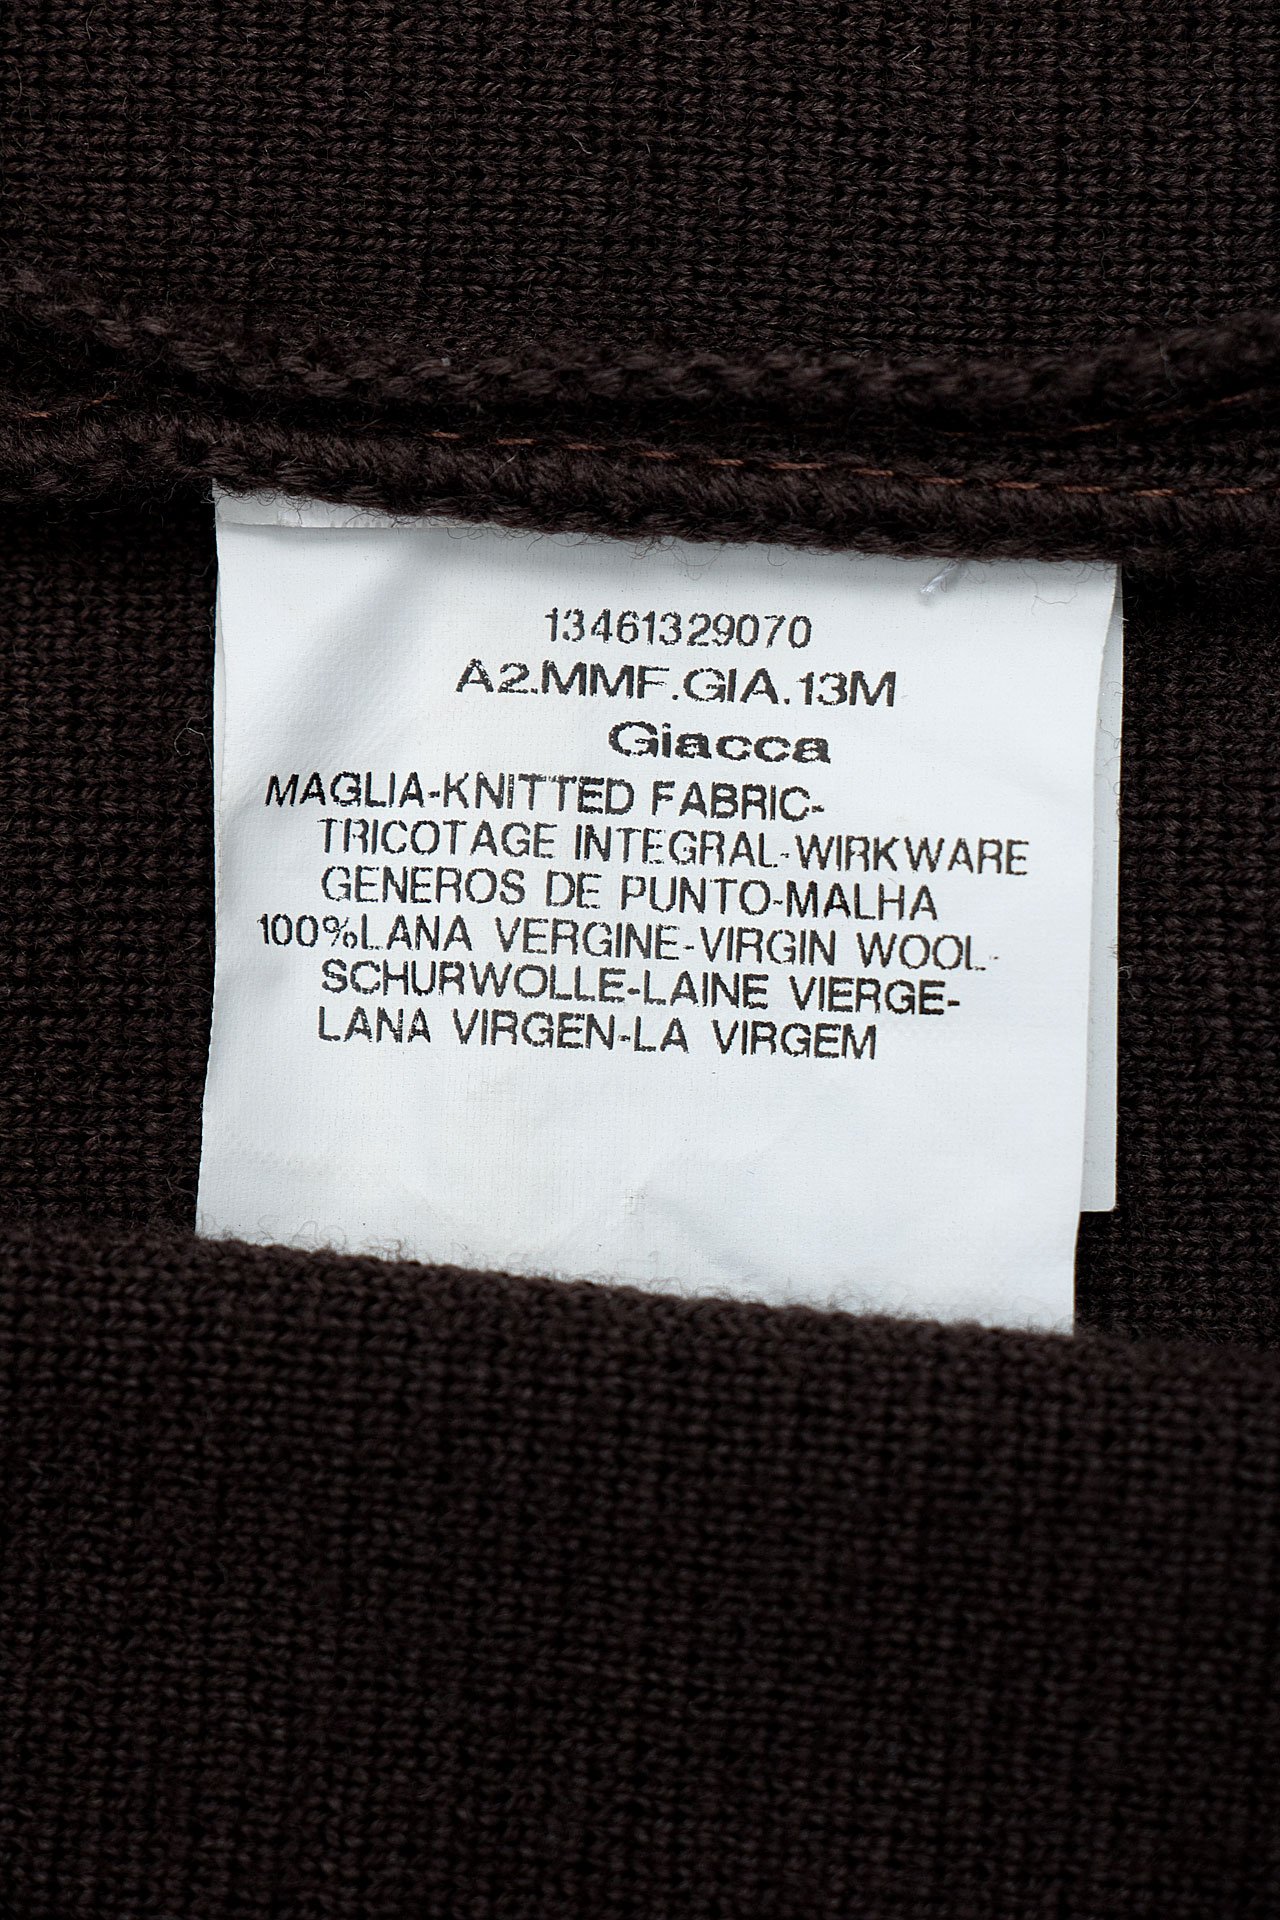 13461329070
A2.MMF.GIA.13M
Giacca
MAGLIA-KNITTED FABRIC-
TRICOTAGE INTEGRAL-WIRKWARE
GENEROS DE PUNTO-MALHA
100%LANA VERGINE-VIRGIN WOOL-
SCHURWOLLE-LAINE VIERGE-
LANA VIRGEN-LA VIRGEM